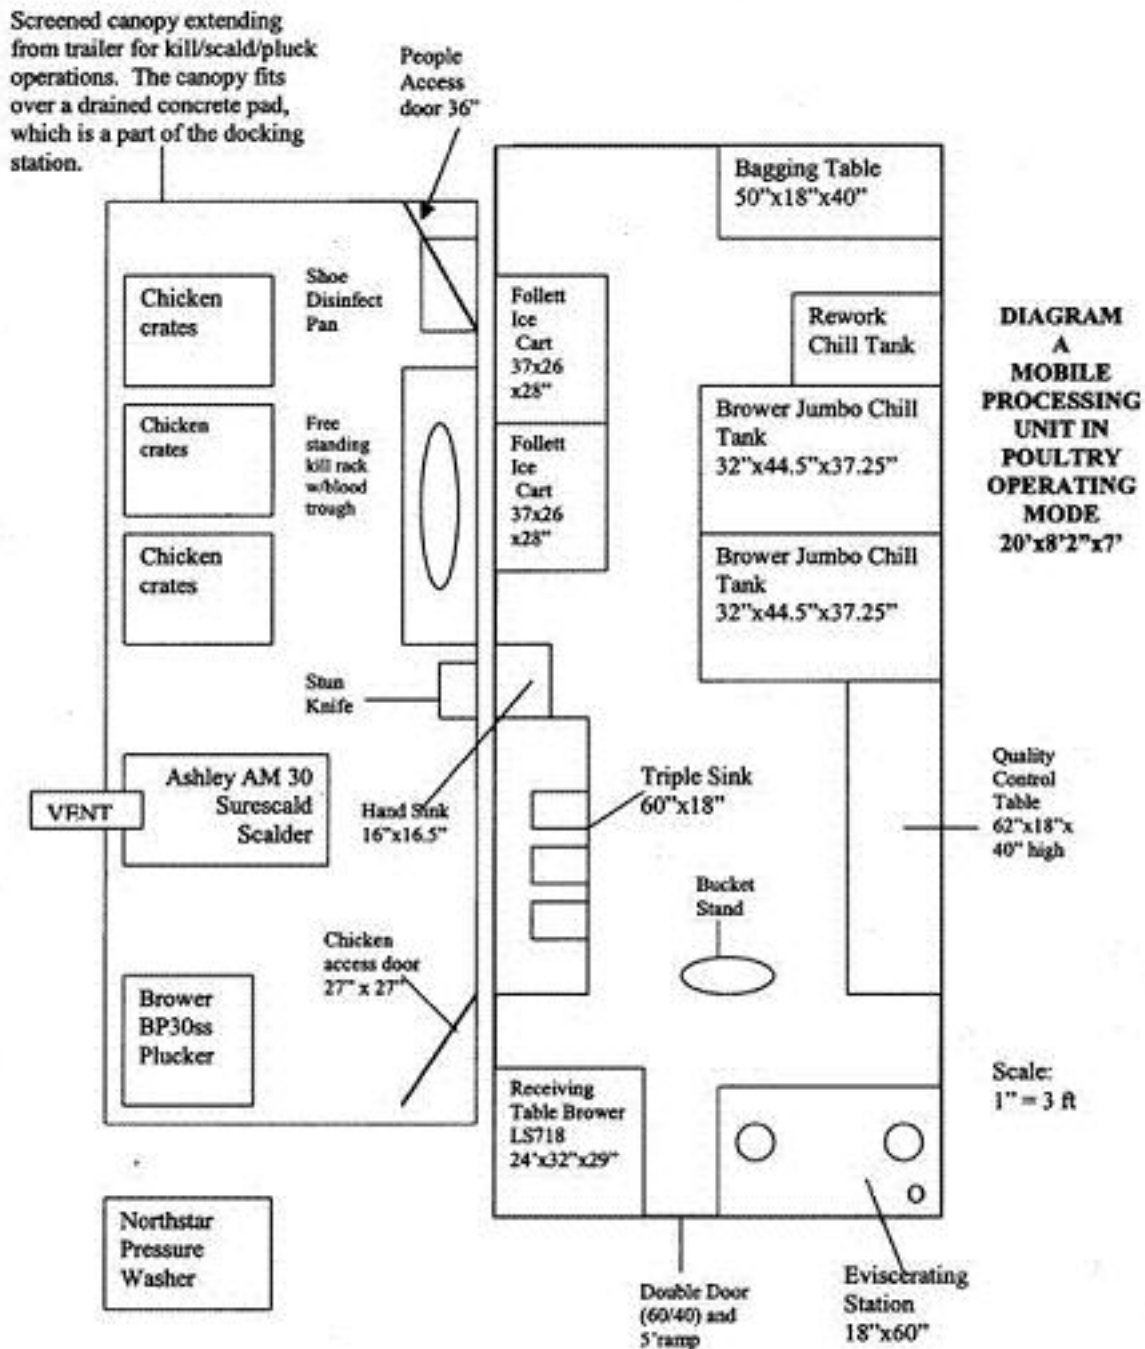 Screened canopy extending
from trailer for kill/scald/pluck
operations. The canopy fits
over a drained concrete pad,
which is a part of the docking
station.
People
Access
door 36"
Bagging Table
50"x18"x40"
Chicken
crates
Shoe
Disinfect
Pan
Follett
Ice
Cart
37x26
x28"
Rework
Chill Tank
DIAGRAM
A
MOBILE
PROCESSING
UNIT IN
POULTRY
OPERATING
MODE
20'x8'2"x7'
Chicken
crates
Free
standing
kill rack
w/blood
trough
Follett
Ice
Cart
37x26
x28"
Brower Jumbo Chill
Tank
32"x44.5"x37.25"
Chicken
crates
Brower Jumbo Chill
Tank
32"x44.5"x37.25"
Stun
Knife
VENT
Ashley AM 30
Surescald
Scalder
Hand Sink
16"x16.5"
Triple Sink
60"x18"
Quality
Control
Table
62"x18"x
40" high
Bucket
Stand
Chicken
access door
27" x 27"
Brower
BP30ss
Plucker
Receiving
Table Brower
LS718
24'x32"x29"
Scale:
1" = 3 ft
Northstar
Pressure
Washer
Double Door
(60/40) and
5'ramp
Eviscerating
Station
18"x60"